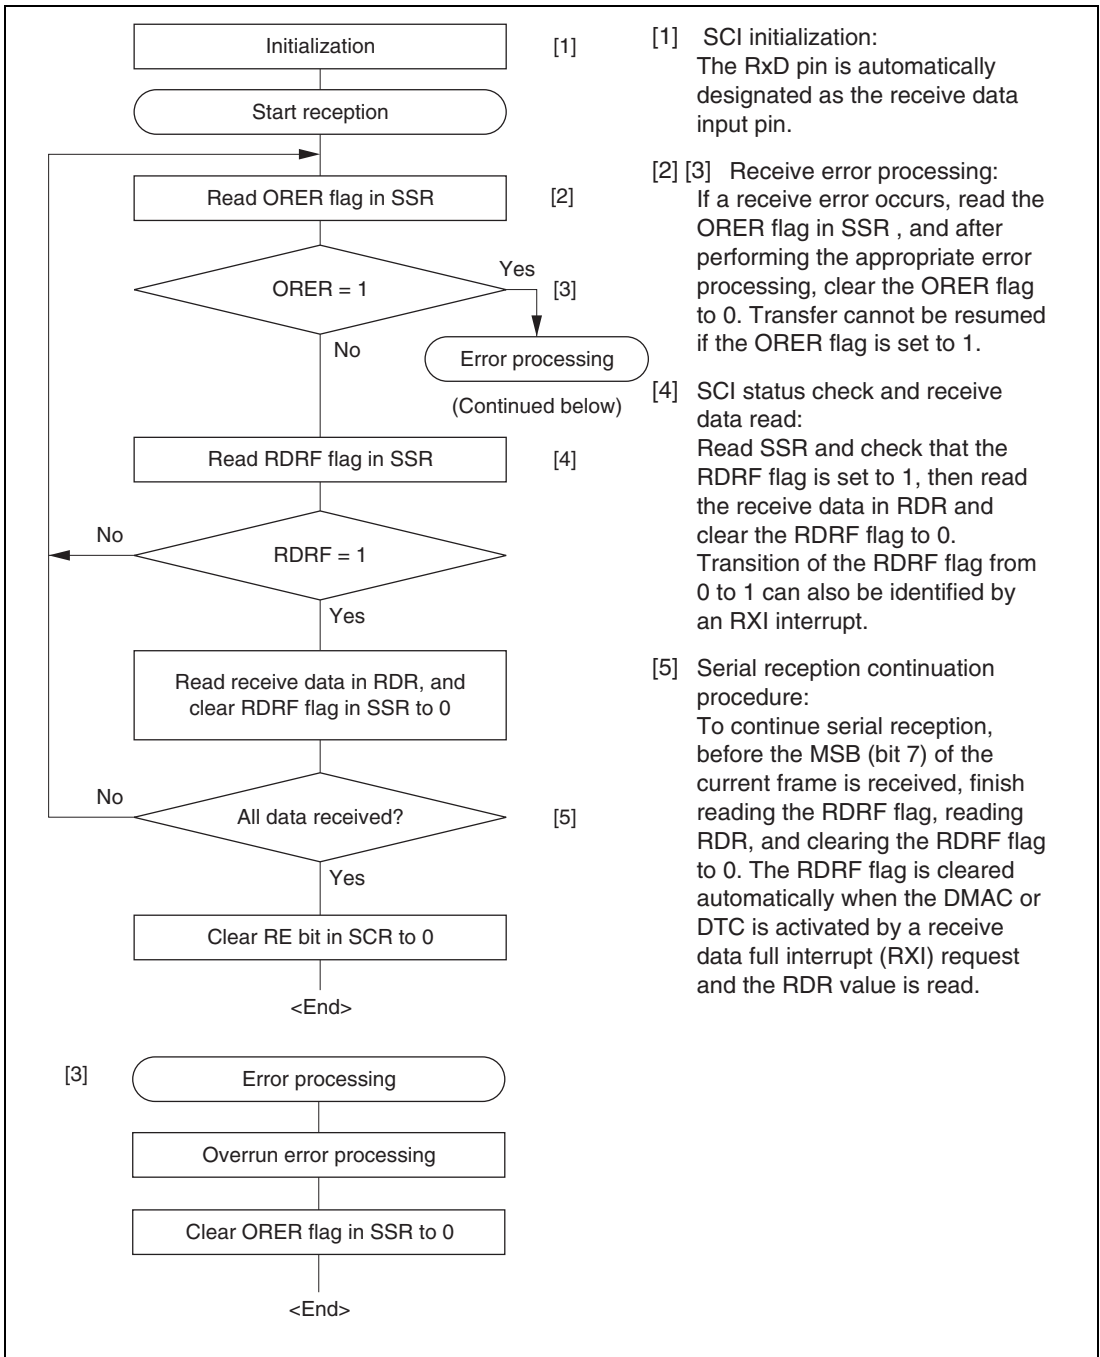 Initialization [1]
Start reception
Read ORER flag in SSR [2]
ORER = 1
Yes
[3]
No
Error processing
(Continued below)
Read RDRF flag in SSR [4]
No
RDRF = 1
Yes
Read receive data in RDR, and
clear RDRF flag in SSR to 0
No
All data received? [5]
Yes
Clear RE bit in SCR to 0
<End>
[3] Error processing
Overrun error processing
Clear ORER flag in SSR to 0
<End>
[1] SCI initialization:
The RxD pin is automatically
designated as the receive data
input pin.
[2] [3] Receive error processing:
If a receive error occurs, read the
ORER flag in SSR , and after
performing the appropriate error
processing, clear the ORER flag
to 0. Transfer cannot be resumed
if the ORER flag is set to 1.
[4] SCI status check and receive
data read:
Read SSR and check that the
RDRF flag is set to 1, then read
the receive data in RDR and
clear the RDRF flag to 0.
Transition of the RDRF flag from
0 to 1 can also be identified by
an RXI interrupt.
[5] Serial reception continuation
procedure:
To continue serial reception,
before the MSB (bit 7) of the
current frame is received, finish
reading the RDRF flag, reading
RDR, and clearing the RDRF flag
to 0. The RDRF flag is cleared
automatically when the DMAC or
DTC is activated by a receive
data full interrupt (RXI) request
and the RDR value is read.